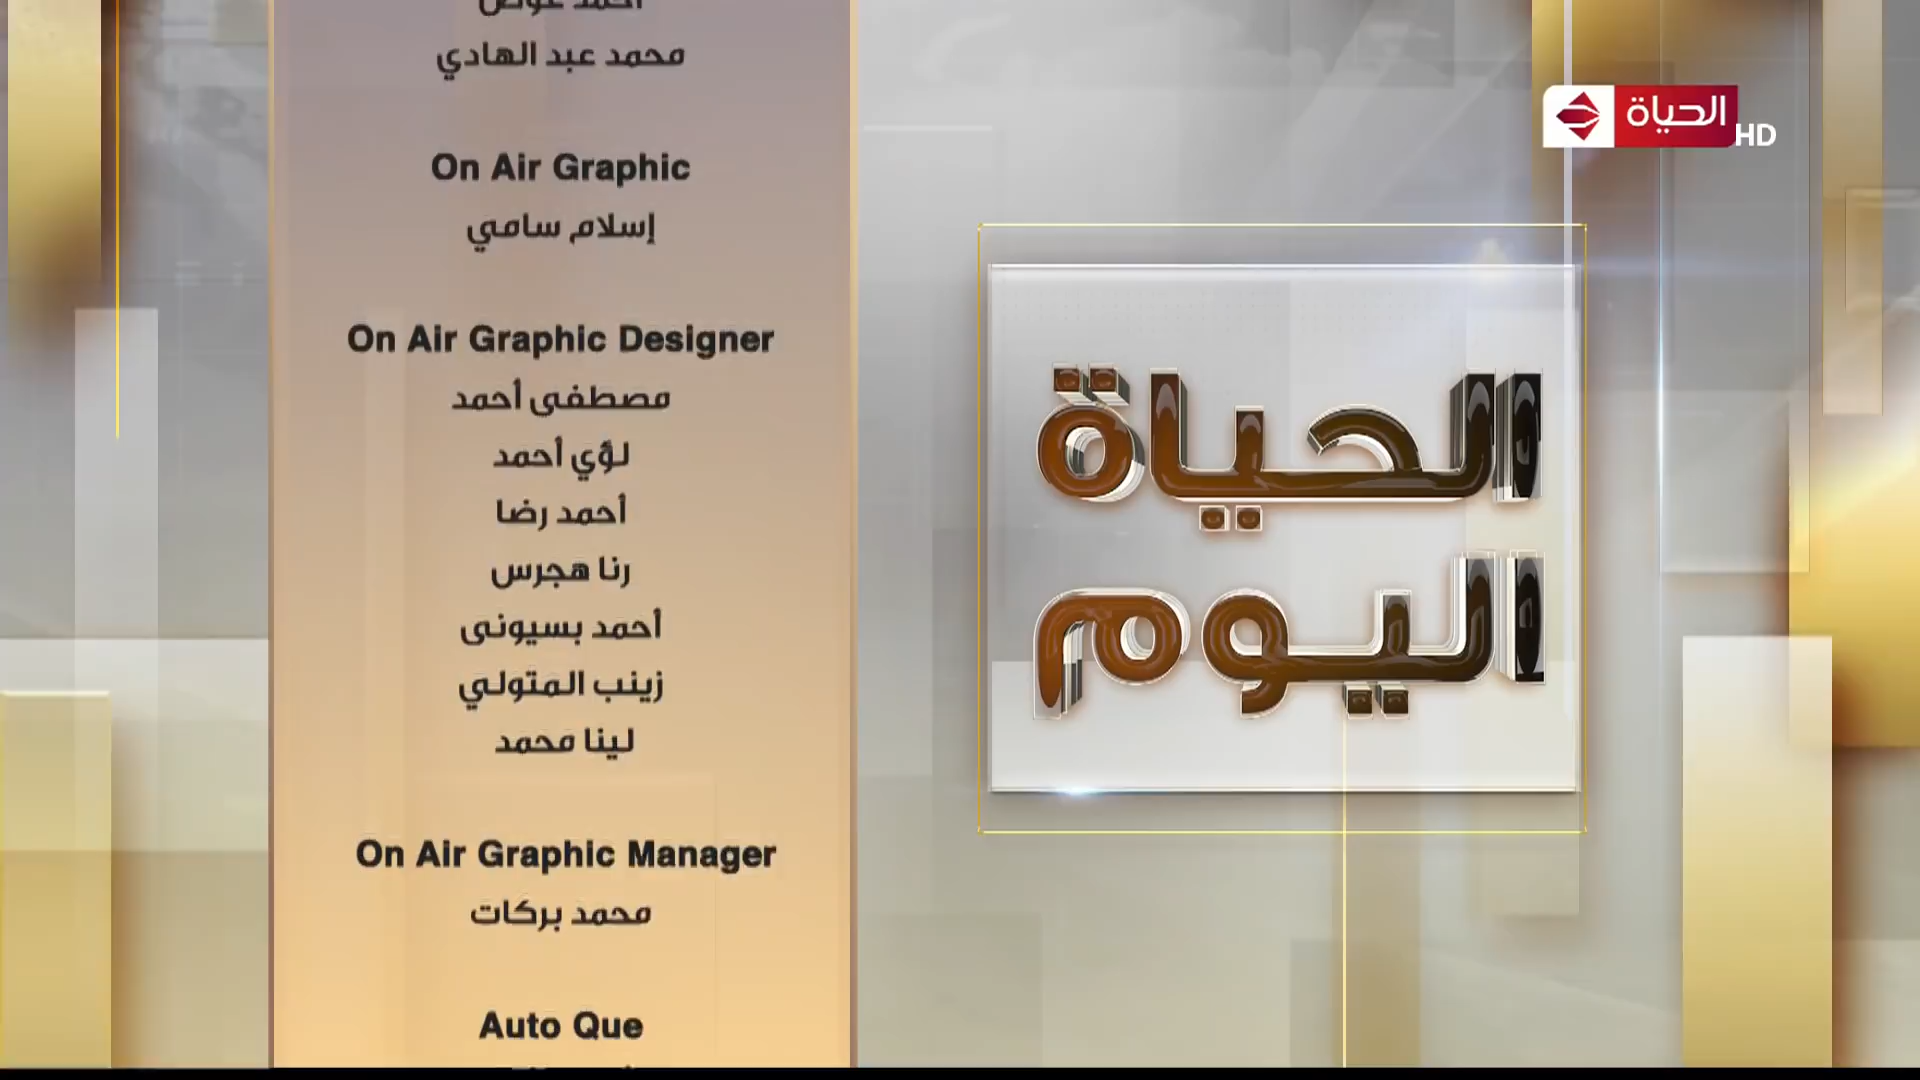 أحمد عوض
محمد عبد الهادي
On Air Graphic
إسلام سامي
On Air Graphic Designer
مصطفى أحمد
لؤي أحمد
أحمد رضا
رنا هجرس
أحمد بسيونى
زينب المتولي
لينا محمد
On Air Graphic Manager
محمد بركات
Auto Que
الحياة
HD
الحياة
اليوم